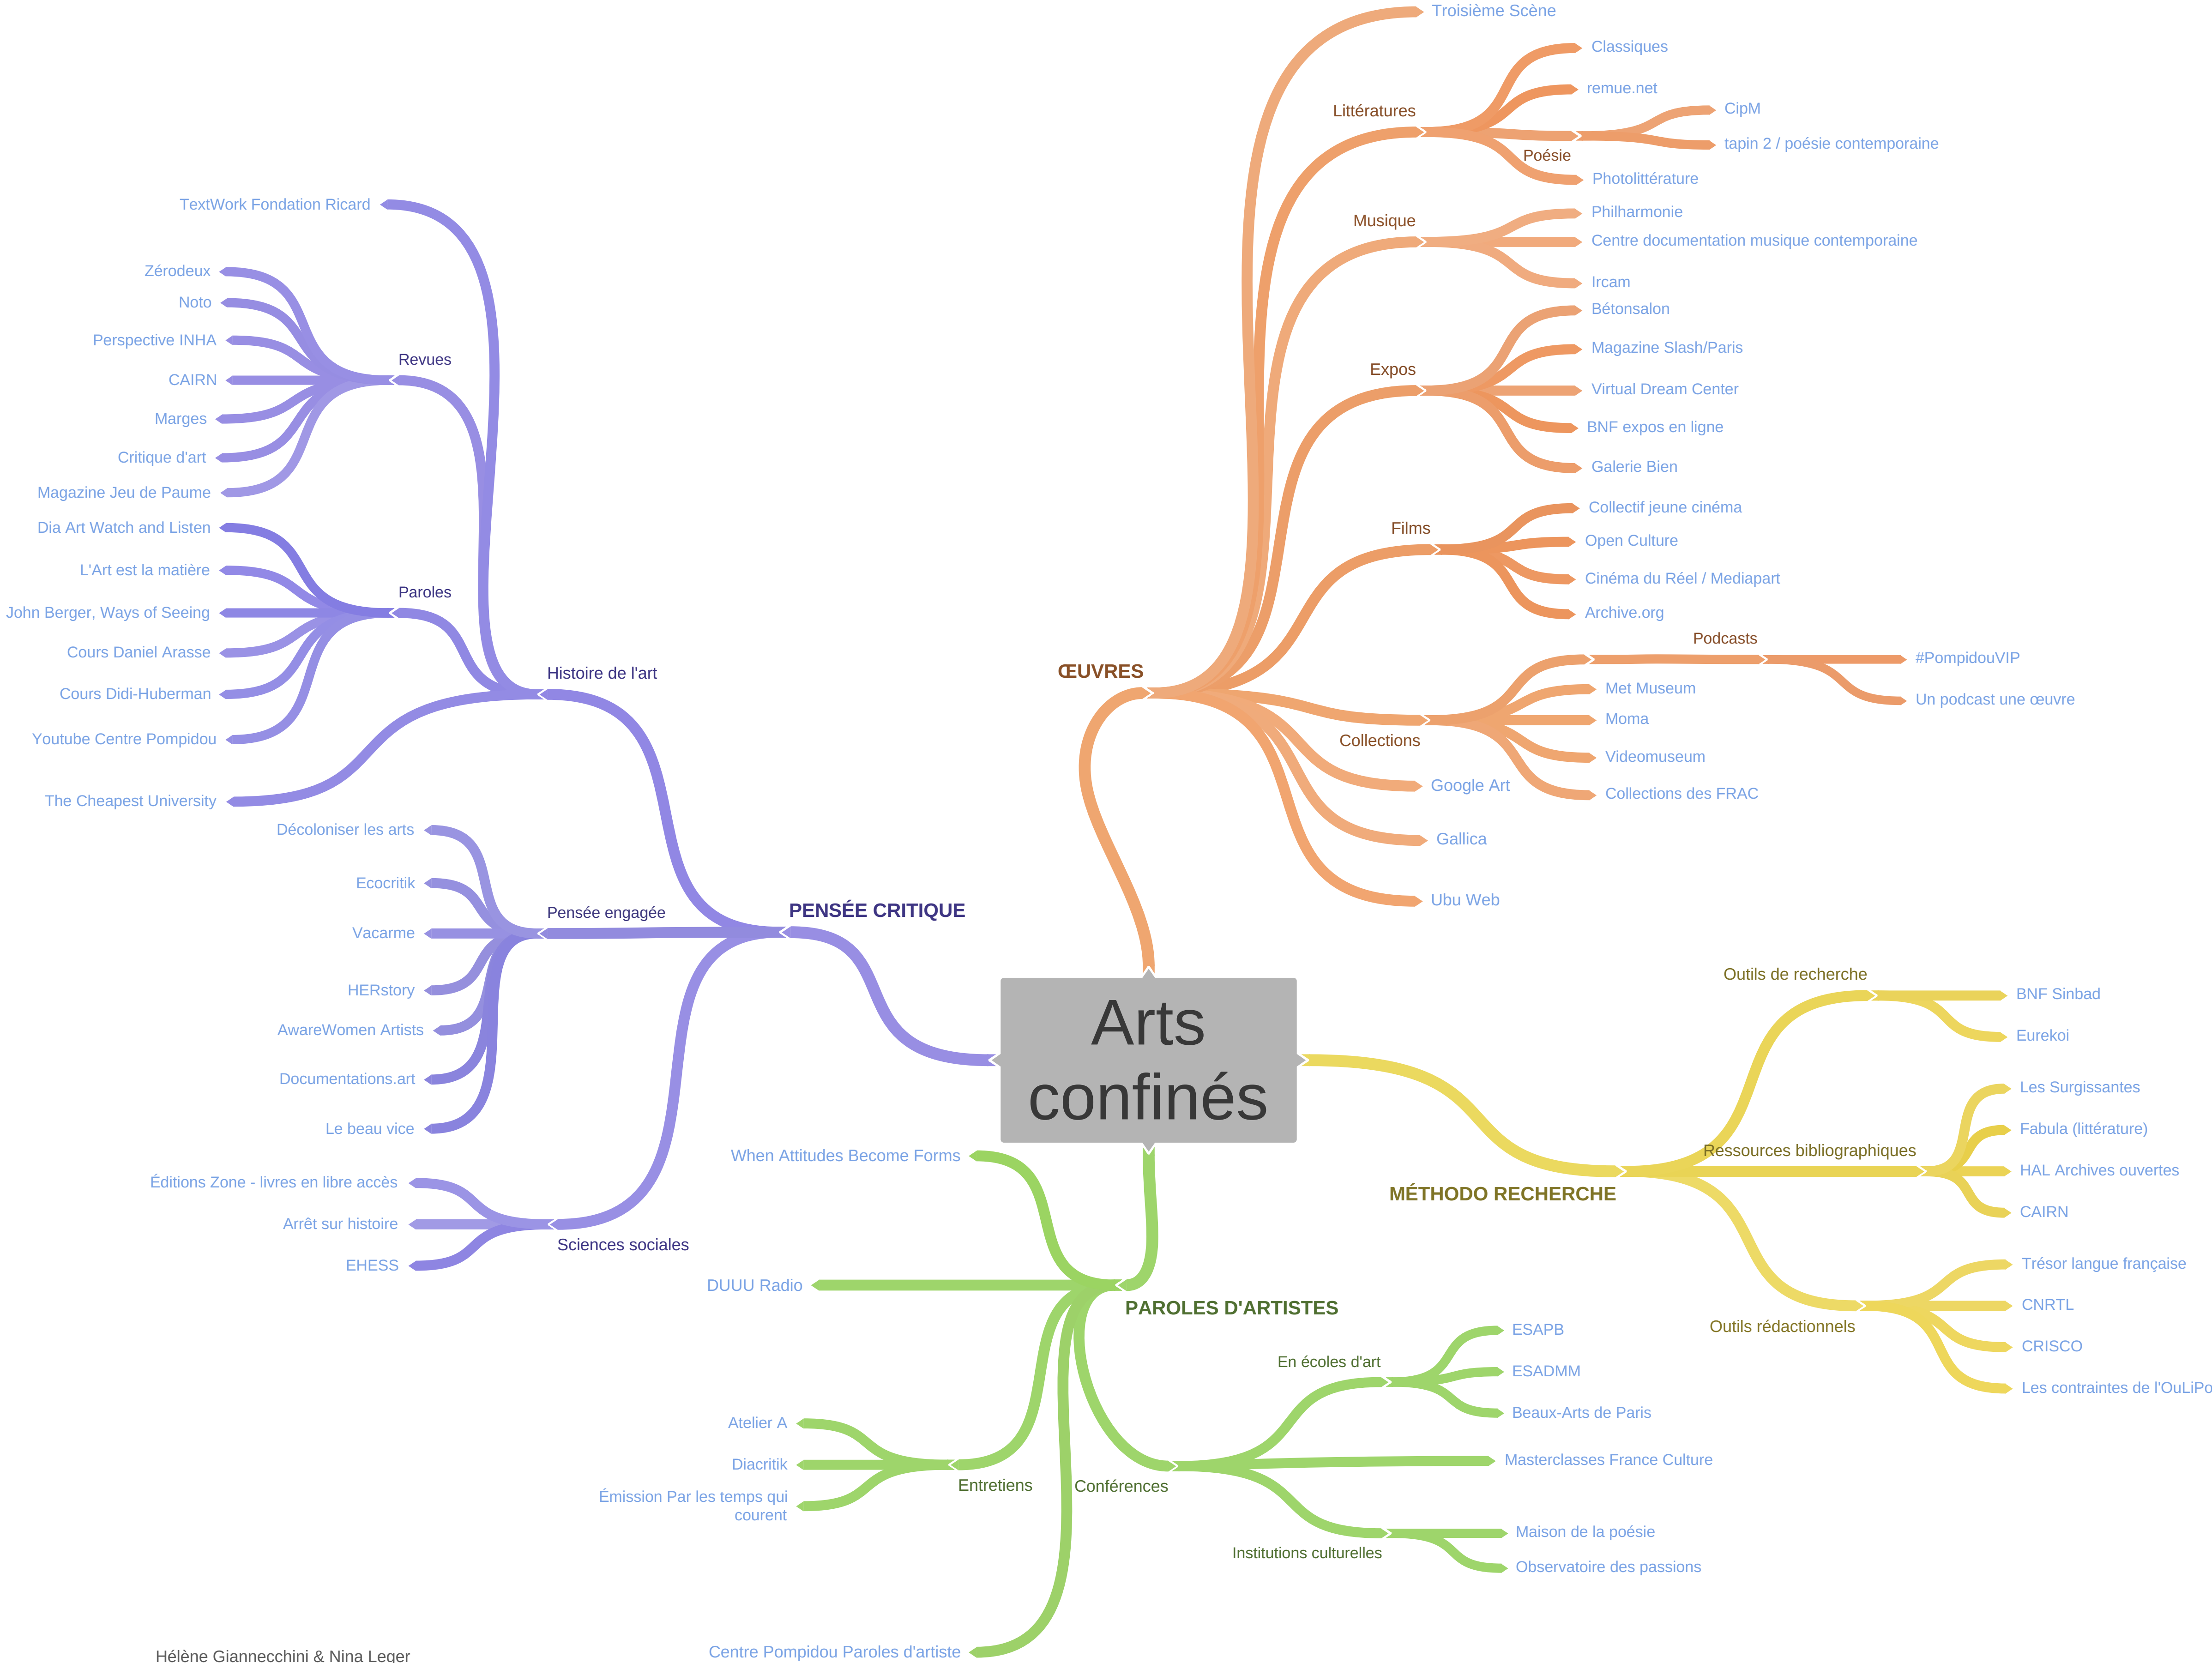 Arts
confinés
ŒUVRES
Troisième Scène
Littératures
Classiques
remue.net
Poésie
CipM
tapin 2 / poésie contemporaine
Photolittérature
Musique
Philharmonie
Centre documentation musique contemporaine
Ircam
Expos
Bétonsalon
Magazine Slash/Paris
Virtual Dream Center
BNF expos en ligne
Galerie Bien
Films
Collectif jeune cinéma
Open Culture
Cinéma du Réel / Mediapart
Archive.org
Collections
Podcasts
#PompidouVIP
Un podcast une œuvre
Met Museum
Moma
Videomuseum
Collections des FRAC
Google Art
Gallica
Ubu Web
MÉTHODO RECHERCHE
Outils de recherche
BNF Sinbad
Eurekoi
Ressources bibliographiques
Les Surgissantes
Fabula (littérature)
HAL Archives ouvertes
CAIRN
Outils rédactionnels
Trésor langue française
CNRTL
CRISCO
Les contraintes de l'OuLiPo
PAROLES D'ARTISTES
When Attitudes Become Forms
DUUU Radio
Entretiens
Atelier A
Diacritik
Émission Par les temps qui
courent
Conférences
En écoles d'art
ESAPB
ESADMM
Beaux-Arts de Paris
Masterclasses France Culture
Institutions culturelles
Maison de la poésie
Observatoire des passions
Centre Pompidou Paroles d'artiste
PENSÉE CRITIQUE
Histoire de l'art
TextWork Fondation Ricard
Revues
Zérodeux
Noto
Perspective INHA
CAIRN
Marges
Critique d'art
Magazine Jeu de Paume
Paroles
Dia Art Watch and Listen
L'Art est la matière
John Berger, Ways of Seeing
Cours Daniel Arasse
Cours Didi-Huberman
Youtube Centre Pompidou
The Cheapest University
Pensée engagée
Décoloniser les arts
Ecocritik
Vacarme
HERstory
AwareWomen Artists
Documentations.art
Le beau vice
Sciences sociales
Éditions Zone - livres en libre accès
Arrêt sur histoire
EHESS
Hélène Giannecchini & Nina Leger